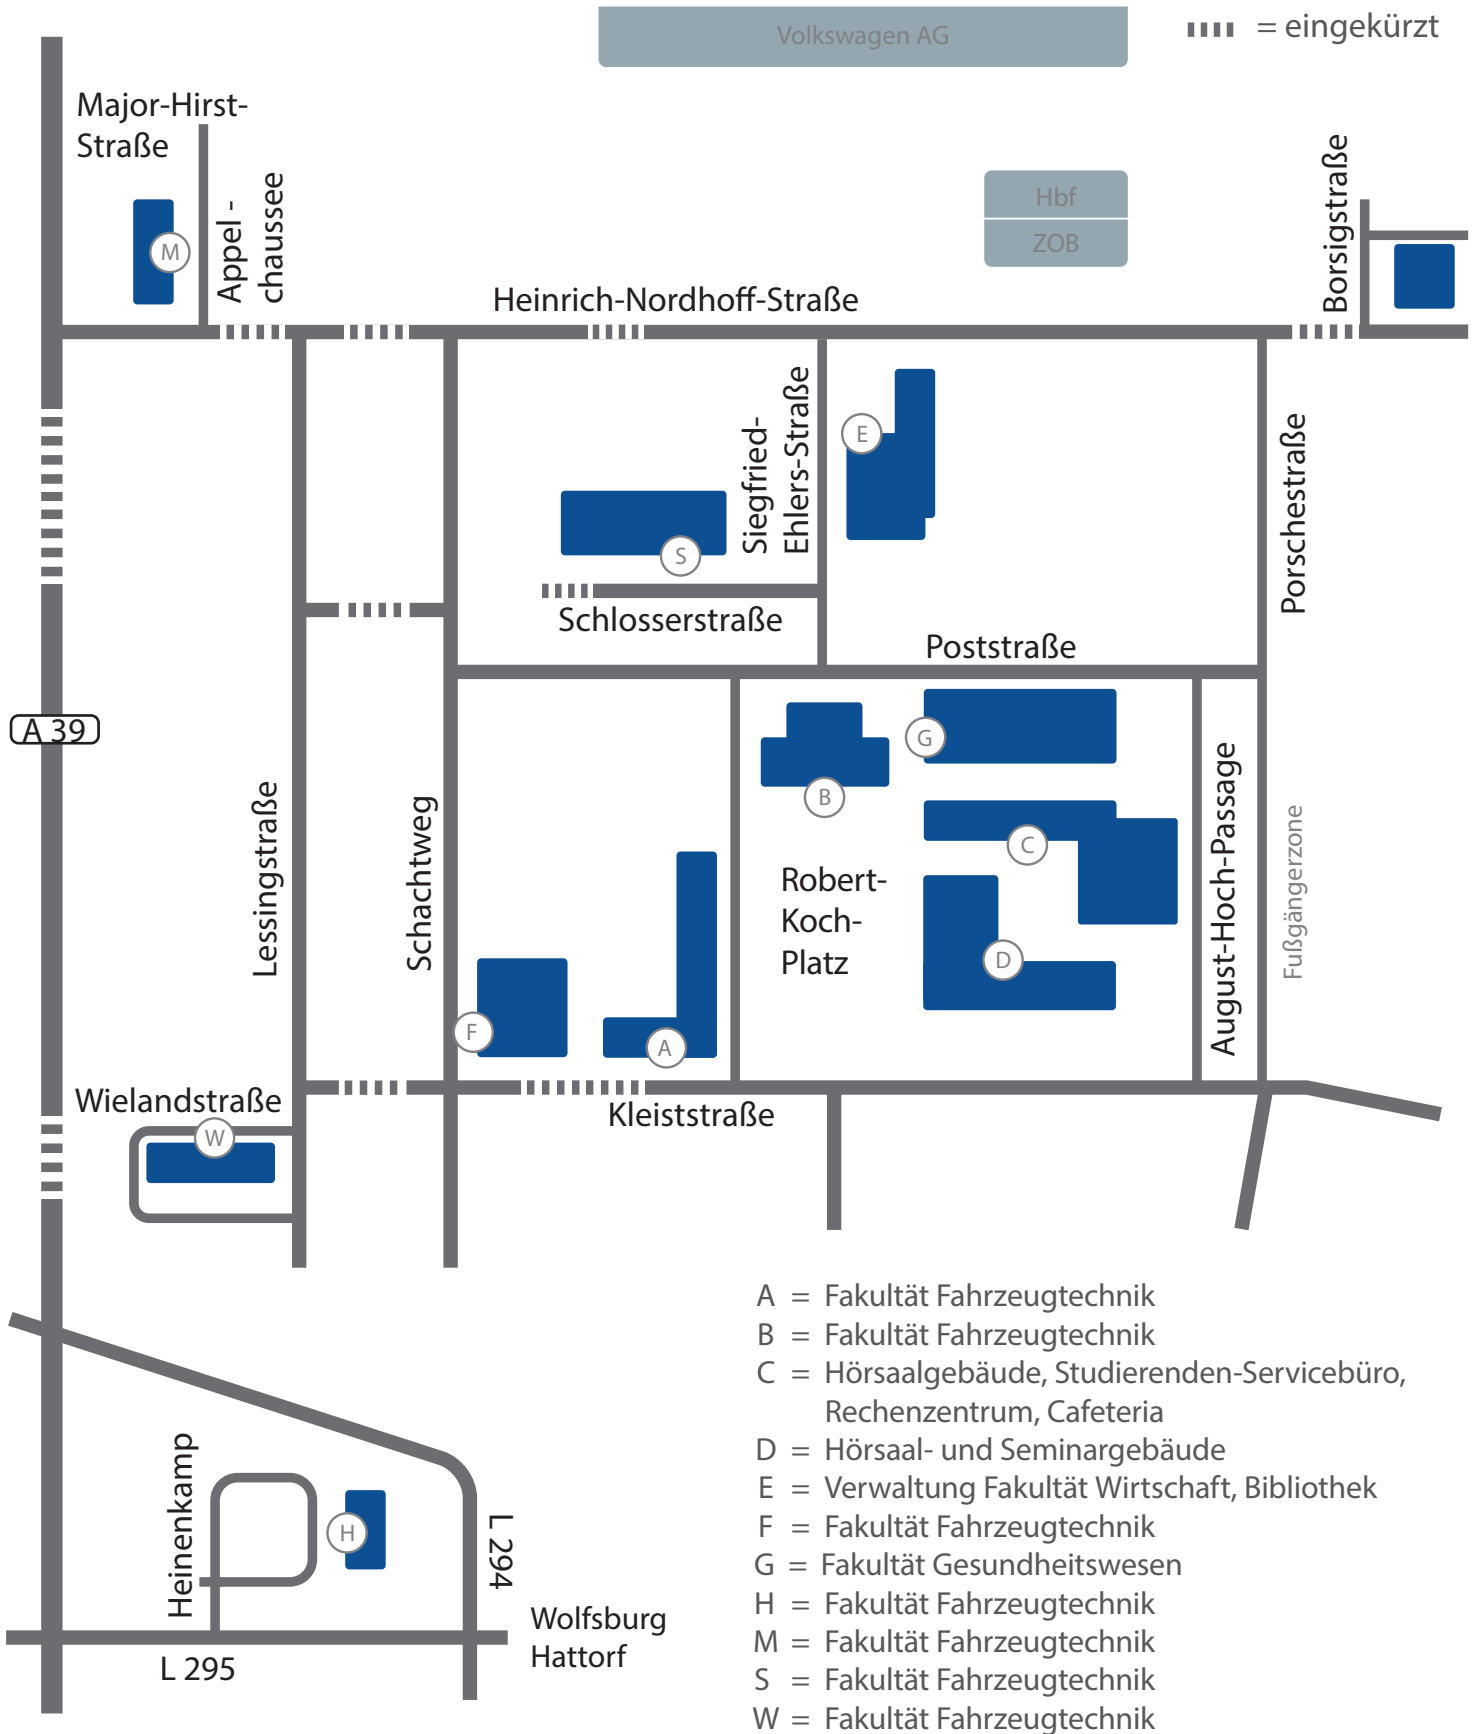 Volkswagen AG
= eingekürzt
Major-Hirst-
Straße
Appel -
chaussee
M
Hbf
ZOB
Borsigstraße
Heinrich-Nordhoff-Straße
Siegfried-
Ehlers-Straße
E
S
Schlosserstraße
Porschestraße
Poststraße
A 39
G
B
C
Robert-
Koch-
Platz
D
Lessingstraße
Schachtweg
August-Hoch-Passage
Fußgängerzone
F
A
Wielandstraße
W
Kleiststraße
A = Fakultät Fahrzeugtechnik
B = Fakultät Fahrzeugtechnik
C = Hörsaalgebäude, Studierenden-Servicebüro,
Rechenzentrum, Cafeteria
D = Hörsaal- und Seminargebäude
E = Verwaltung Fakultät Wirtschaft, Bibliothek
F = Fakultät Fahrzeugtechnik
G = Fakultät Gesundheitswesen
H = Fakultät Fahrzeugtechnik
M = Fakultät Fahrzeugtechnik
S = Fakultät Fahrzeugtechnik
W = Fakultät Fahrzeugtechnik
Heinenkamp
H
L 294
Wolfsburg
Hattorf
L 295